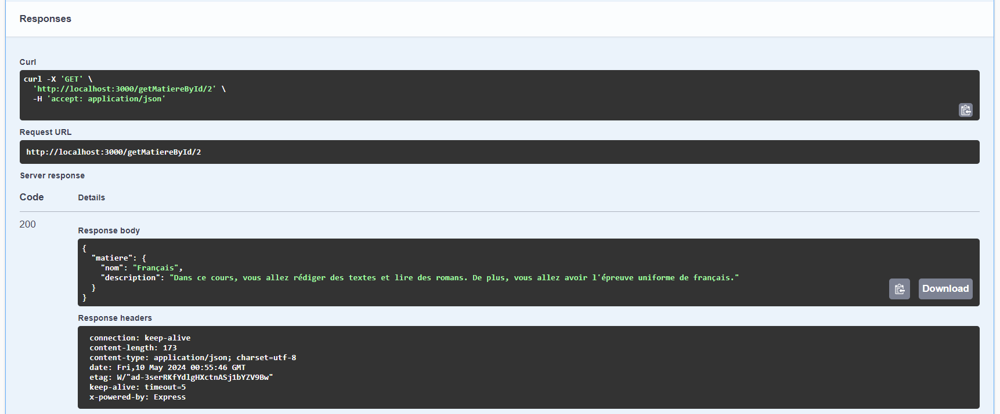 Responses
Curl
curl -X 'GET' \
  'http://localhost:3000/getMatiereById/2' \
  -H 'accept: application/json'
Request URL
http://localhost:3000/getMatiereById/2
Server response
Code Details
200
Response body
{
  "matiere": {
    "nom": "Français",
    "description": "Dans ce cours, vous allez rédiger des textes et lire des romans. De plus, vous allez avoir l'épreuve uniforme de français."
  }
}
Download
Response headers
connection: keep-alive
content-length: 173
content-type: application/json; charset=utf-8
date: Fri,10 May 2024 00:55:46 GMT
etag: W/"ad-3serRKfYdlgHXctnASj1bYZV9Bw"
keep-alive: timeout=5
x-powered-by: Express